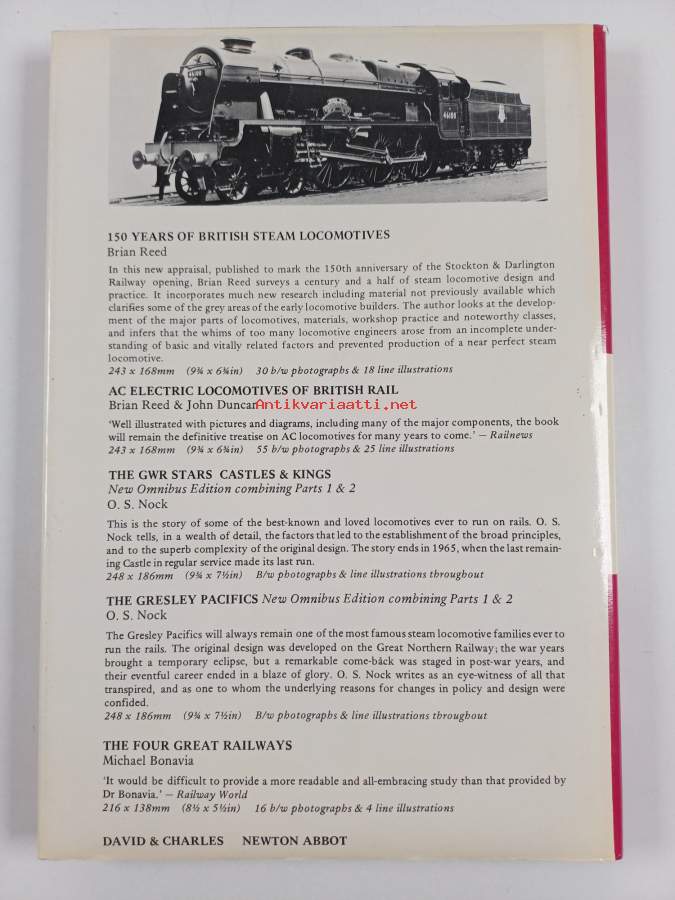 46100
46100
150 YEARS OF BRITISH STEAM LOCOMOTIVES
Brian Reed
In this new appraisal, published to mark the 150th anniversary of the Stockton & Darlington
Railway opening, Brian Reed surveys a century and a half of steam locomotive design and
practice. It incorporates much new research including material not previously available which
clarifies some of the grey areas of the early locomotive builders. The author looks at the develop-
ment of the major parts of locomotives, materials, workshop practice and noteworthy classes,
and infers that the whims of too many locomotive engineers arose from an incomplete under-
standing of basic and vitally related factors and prevented production of a near perfect steam
locomotive.
243 x 168mm (9¾ x 6¾in) 30 b/w photographs & 18 line illustrations
AC ELECTRIC LOCOMOTIVES OF BRITISH RAIL
Brian Reed & John Duncan
Antikvariaatti.net
'Well illustrated with pictures and diagrams, including many of the major components, the book
will remain the definitive treatise on AC locomotives for many years to come.' — Railnews
243 x 168mm (9¾ x 6¾in) 55 b/w photographs & 25 line illustrations
THE GWR STARS CASTLES & KINGS
New Omnibus Edition combining Parts 1 & 2
O. S. Nock
This is the story of some of the best-known and loved locomotives ever to run on rails. O. S.
Nock tells, in a wealth of detail, the factors that led to the establishment of the broad principles,
and to the superb complexity of the original design. The story ends in 1965, when the last remain-
ing Castle in regular service made its last run.
248 x 186mm (9¾ x 7½in) B/w photographs & line illustrations throughout
THE GRESLEY PACIFICS New Omnibus Edition combining Parts 1 & 2
O. S. Nock
The Gresley Pacifics will always remain one of the most famous steam locomotive families ever to
run the rails. The original design was developed on the Great Northern Railway; the war years
brought a temporary eclipse, but a remarkable come-back was staged in post-war years, and
their eventful career ended in a blaze of glory. O. S. Nock writes as an eye-witness of all that
transpired, and as one to whom the underlying reasons for changes in policy and design were
confided.
248 x 186mm (9¾ x 7½in) B/w photographs & line illustrations throughout
THE FOUR GREAT RAILWAYS
Michael Bonavia
'It would be difficult to provide a more readable and all-embracing study than that provided by
Dr Bonavia.' — Railway World
216 x 138mm (8½ x 5½in) 16 b/w photographs & 4 line illustrations
DAVID & CHARLES NEWTON ABBOT